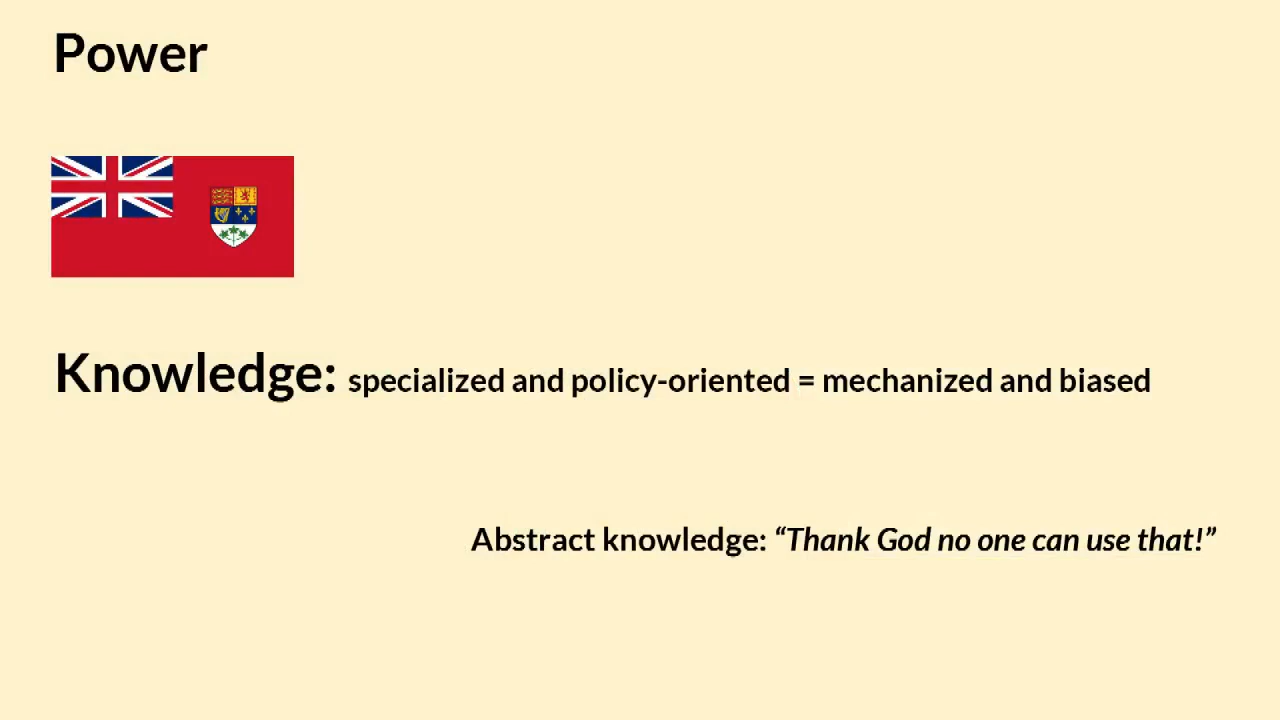 Power
Knowledge: specialized and policy-oriented = mechanized and biased
Abstract knowledge: “Thank God no one can use that!”